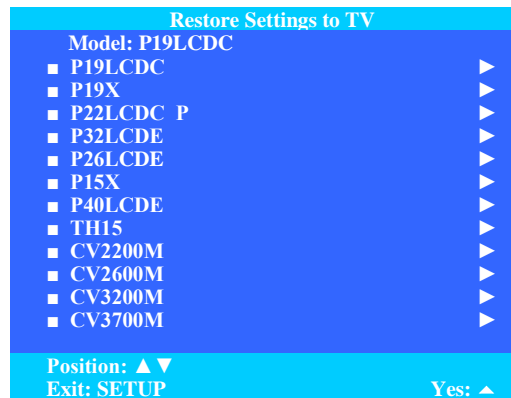 Restore Settings to TV
Model: P19LCDC
■ P19LCDC ►
■ P19X ►
■ P22LCDC P ►
■ P32LCDE ►
■ P26LCDE ►
■ P15X ►
■ P40LCDE ►
■ TH15 ►
■ CV2200M ►
■ CV2600M ►
■ CV3200M ►
■ CV3700M ►
Position: ▲▼
Exit: SETUP Yes: ▲